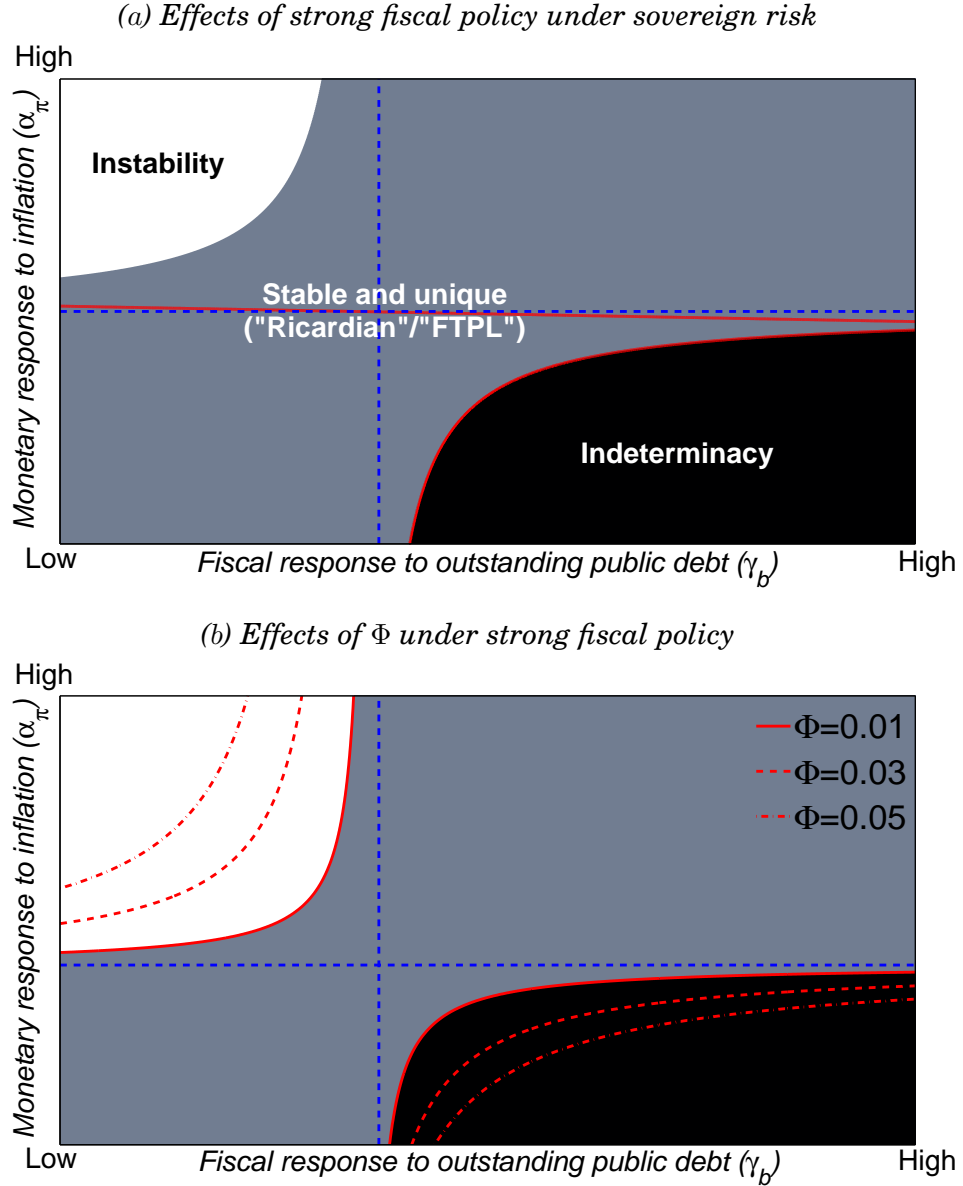 (a) Effects of strong fiscal policy under sovereign risk
High
Monetary response to inflation (α_π)
Instability
Stable and unique
("Ricardian"/"FTPL")
Indeterminacy
Low
Fiscal response to outstanding public debt (γ_b)
High
(b) Effects of Φ under strong fiscal policy
High
Monetary response to inflation (α_π)
Φ=0.01
Φ=0.03
Φ=0.05
Low
Fiscal response to outstanding public debt (γ_b)
High